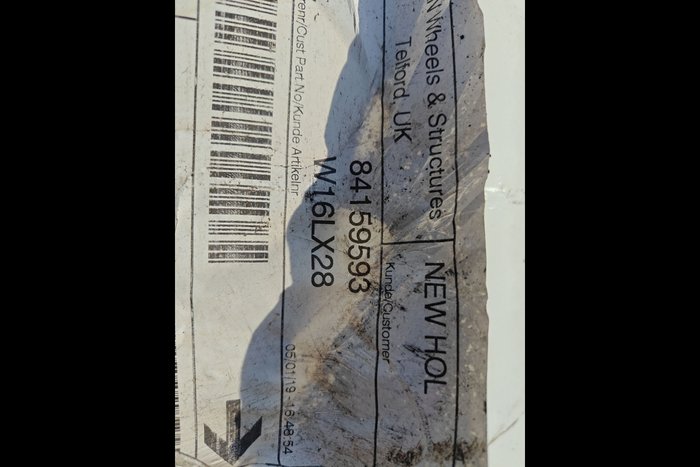 N Wheels & Structures
Telford, UK
NEW HOL
Kunde/Customer
84159593
W16LX28
renr/Cust Part No/Kunde Artikelnr
05/01/19 - 16:48:54